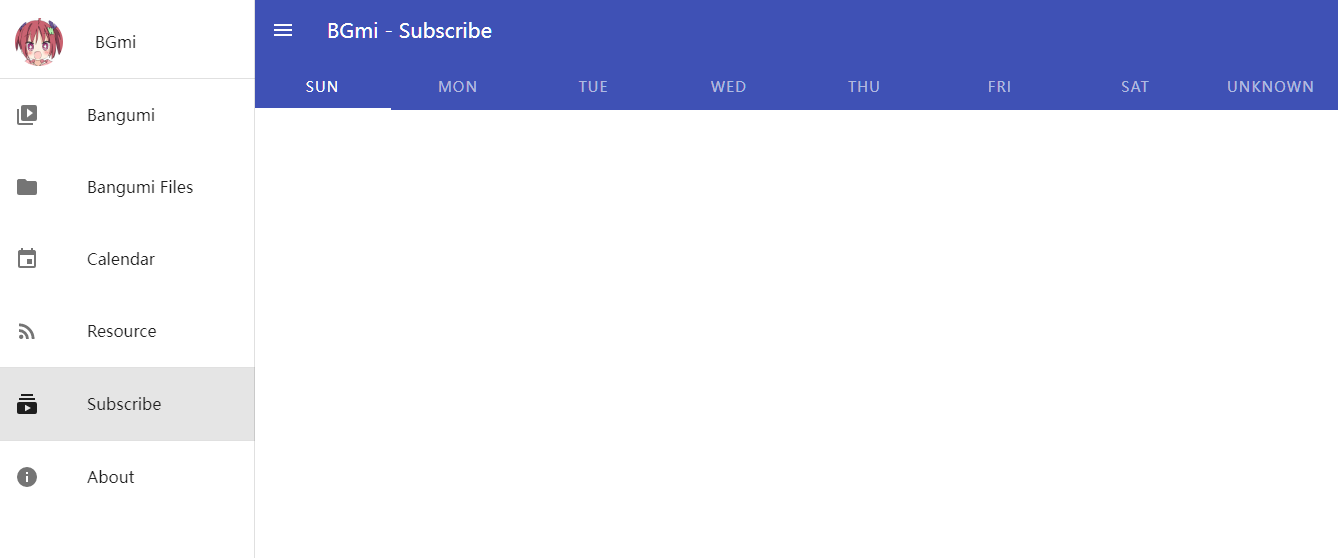 BGmi
Bangumi
Bangumi Files
Calendar
Resource
Subscribe
About
BGmi - Subscribe
SUN
MON
TUE
WED
THU
FRI
SAT
UNKNOWN